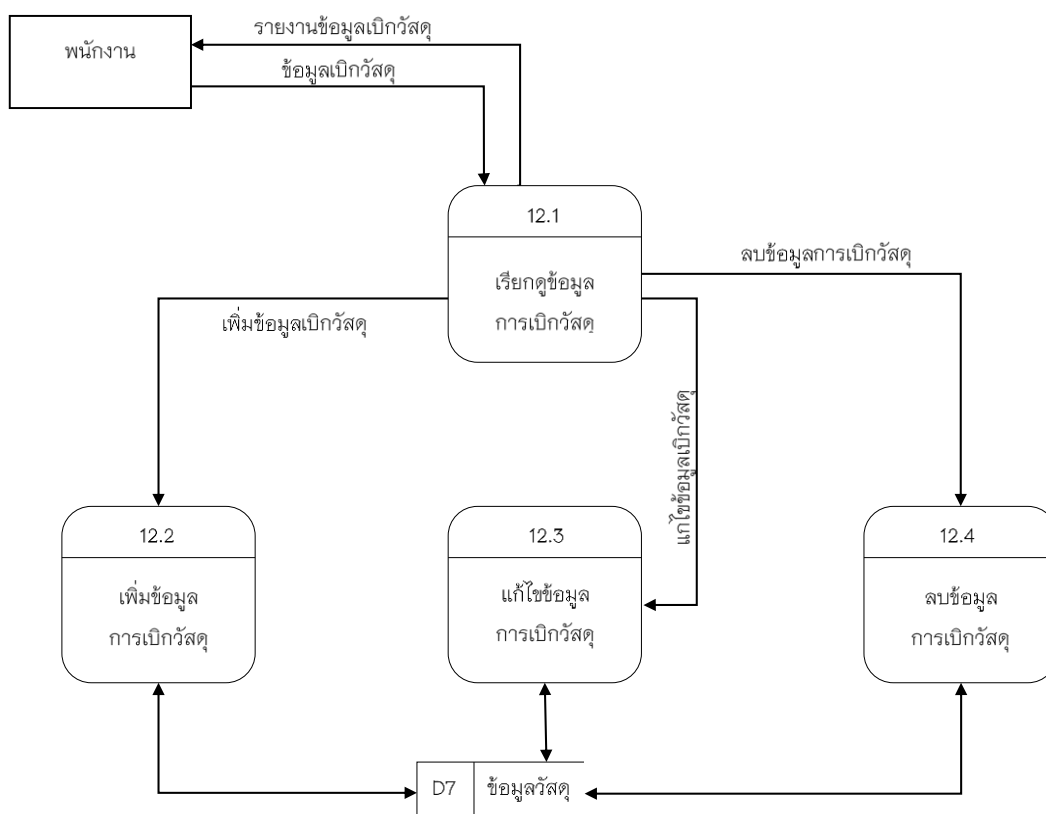 รายงานข้อมูลเบิกวัสดุ
พนักงาน
ข้อมูลเบิกวัสดุ
12.1
เรียกดูข้อมูล
การเบิกวัสดุ
ลบข้อมูลการเบิกวัสดุ
เพิ่มข้อมูลเบิกวัสดุ
แก้ไขข้อมูลเบิกวัสดุ
12.2
เพิ่มข้อมูล
การเบิกวัสดุ
12.3
แก้ไขข้อมูล
การเบิกวัสดุ
12.4
ลบข้อมูล
การเบิกวัสดุ
D7 ข้อมูลวัสดุ